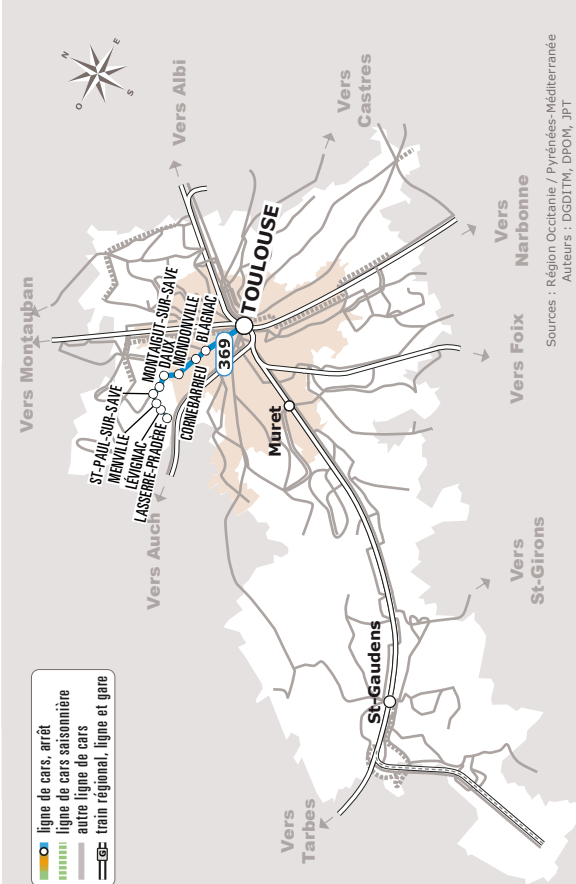 ligne de cars, arrêt
ligne de cars saisonnière
autre ligne de cars
G train régional, ligne et gare
N
E
S
O
Vers Montauban
Vers Albi
Vers
Castres
Vers Auch
ST-PAUL-SUR-SAVE
MENVILLE
LÉVIGNAC
LASSERRE-PRADÈRE
MONTAIGUT-SUR-SAVE
DAUX
MONDONVILLE
BLAGNAC
CORNEBARRIEU
369
TOULOUSE
Muret
St-Gaudens
Vers
Narbonne
Vers Foix
Vers
St-Girons
Vers
Tarbes
Sources : Région Occitanie / Pyrénées-Méditerranée
Auteurs : DGDITM, DPOM, JPT